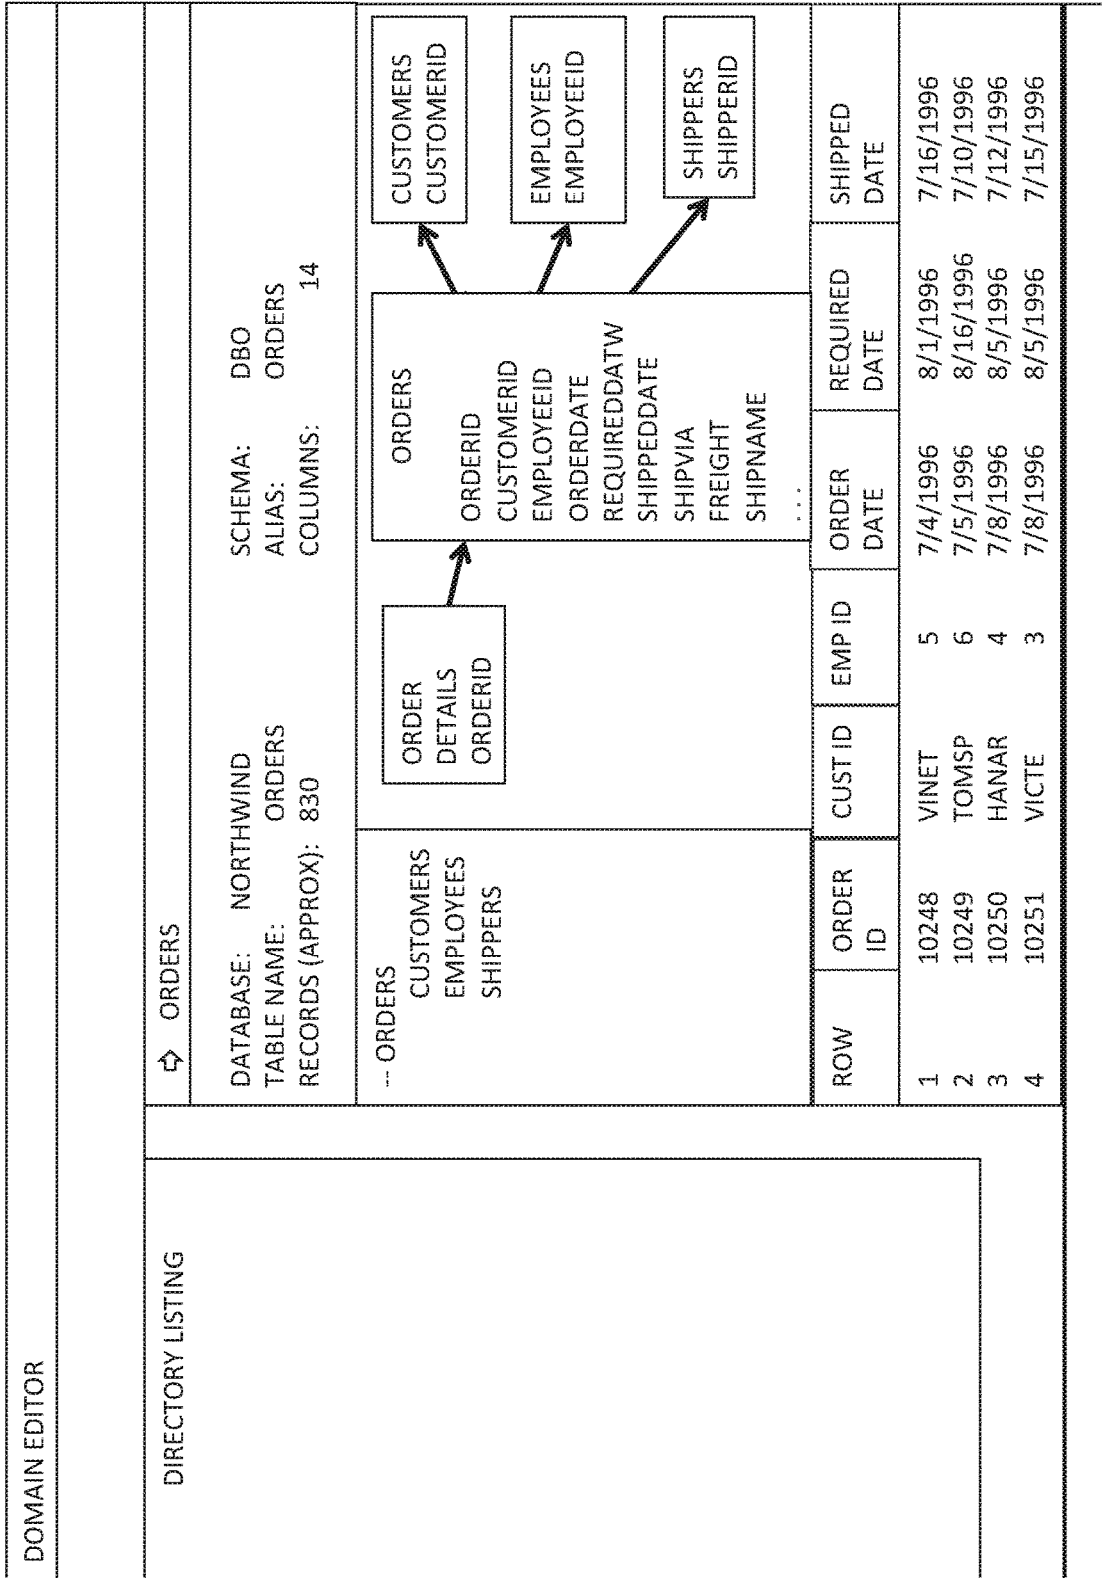 DOMAIN EDITOR
DIRECTORY LISTING
⇨ ORDERS
DATABASE: NORTHWIND SCHEMA: DBO
TABLE NAME: ORDERS ALIAS: ORDERS
RECORDS (APPROX): 830 COLUMNS: 14
-- ORDERS
CUSTOMERS
EMPLOYEES
SHIPPERS
ORDER
DETAILS
ORDERID
ORDERS
ORDERID
CUSTOMERID
EMPLOYEEID
ORDERDATE
REQUIREDDATW
SHIPPEDDATE
SHIPVIA
FREIGHT
SHIPNAME
...
CUSTOMERS
CUSTOMERID
EMPLOYEES
EMPLOYEEID
SHIPPERS
SHIPPERID
ROW ORDER ID CUST ID EMP ID ORDER DATE REQUIRED DATE SHIPPED DATE
1 10248 VINET 5 7/4/1996 8/1/1996 7/16/1996
2 10249 TOMSP 6 7/5/1996 8/16/1996 7/10/1996
3 10250 HANAR 4 7/8/1996 8/5/1996 7/12/1996
4 10251 VICTE 3 7/8/1996 8/5/1996 7/15/1996